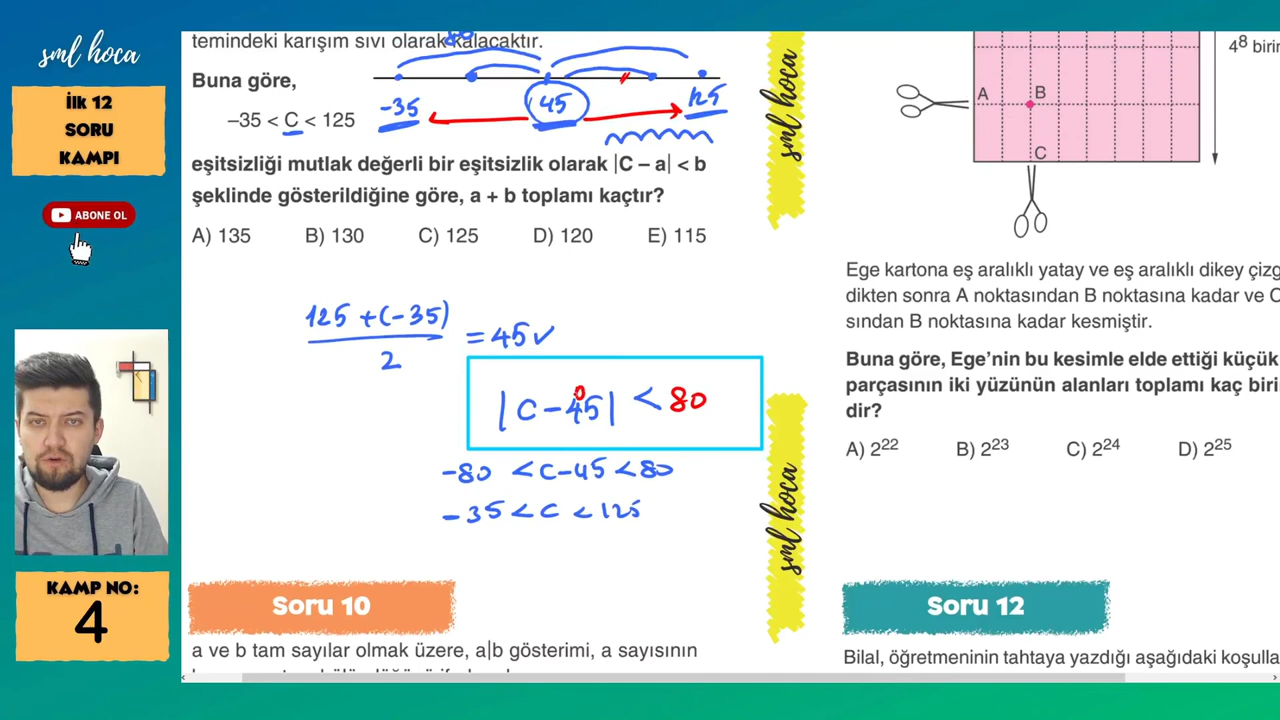 sml hoca
İlk 12
SORU
KAMPI
ABONE OL
KAMP NO:
4
temindeki karışım sıvı olarak kalacaktır.
80
Buna göre,
–35 < C < 125
-35
45
125
eşitsizliği mutlak değerli bir eşitsizlik olarak |C – a| < b
şeklinde gösterildiğine göre, a + b toplamı kaçtır?
A) 135 B) 130 C) 125 D) 120 E) 115
125 + (-35)
2
= 45 ✓
|C - 45| < 80
-80 < C - 45 < 80
-35 < C < 125
Soru 10
a ve b tam sayılar olmak üzere, a|b gösterimi, a sayısının
sml hoca
sml hoca
A
B
C
4⁸ birim
Ege kartona eş aralıklı yatay ve eş aralıklı dikey çizg
dikten sonra A noktasından B noktasına kadar ve C
sından B noktasına kadar kesmiştir.
Buna göre, Ege’nin bu kesimle elde ettiği küçük
parçasının iki yüzünün alanları toplamı kaç biri
dir?
A) 2²² B) 2²³ C) 2²⁴ D) 2²⁵
Soru 12
Bilal, öğretmeninin tahtaya yazdığı aşağıdaki koşulla